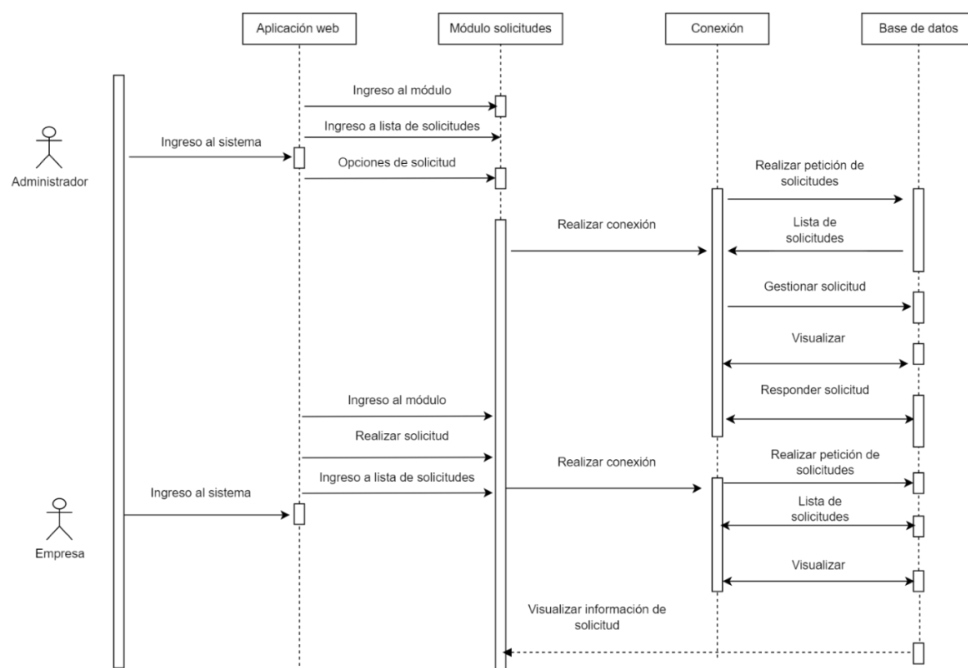 Aplicación web
Módulo solicitudes
Conexión
Base de datos
Ingreso al módulo
Ingreso a lista de solicitudes
Ingreso al sistema
Opciones de solicitud
Administrador
Realizar petición de
solicitudes
Realizar conexión
Lista de
solicitudes
Gestionar solicitud
Visualizar
Responder solicitud
Ingreso al módulo
Realizar solicitud
Realizar conexión
Realizar petición de
solicitudes
Ingreso a lista de solicitudes
Ingreso al sistema
Lista de
solicitudes
Empresa
Visualizar
Visualizar información de
solicitud